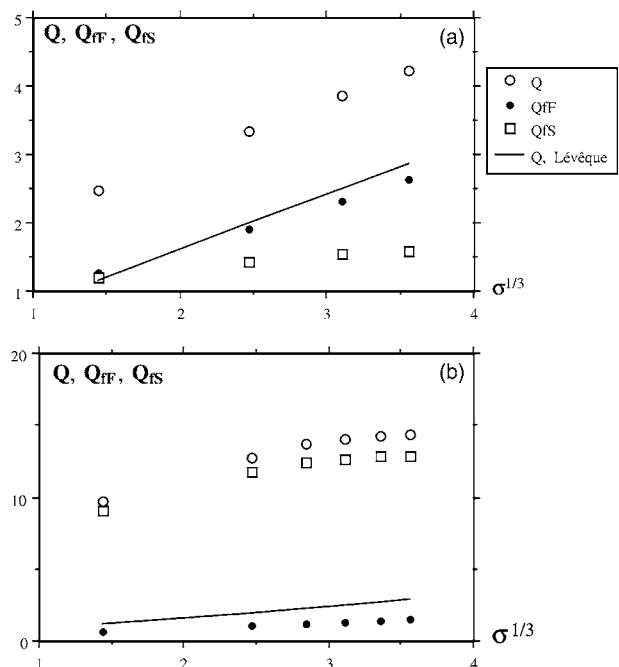 Q, QfF, QfS
(a)
5
4
3
2
1
1 2 3 4
σ1/3
Q
QfF
QfS
Q, Lévêque
Q, QfF, QfS
(b)
20
10
0
1 2 3 4
σ1/3